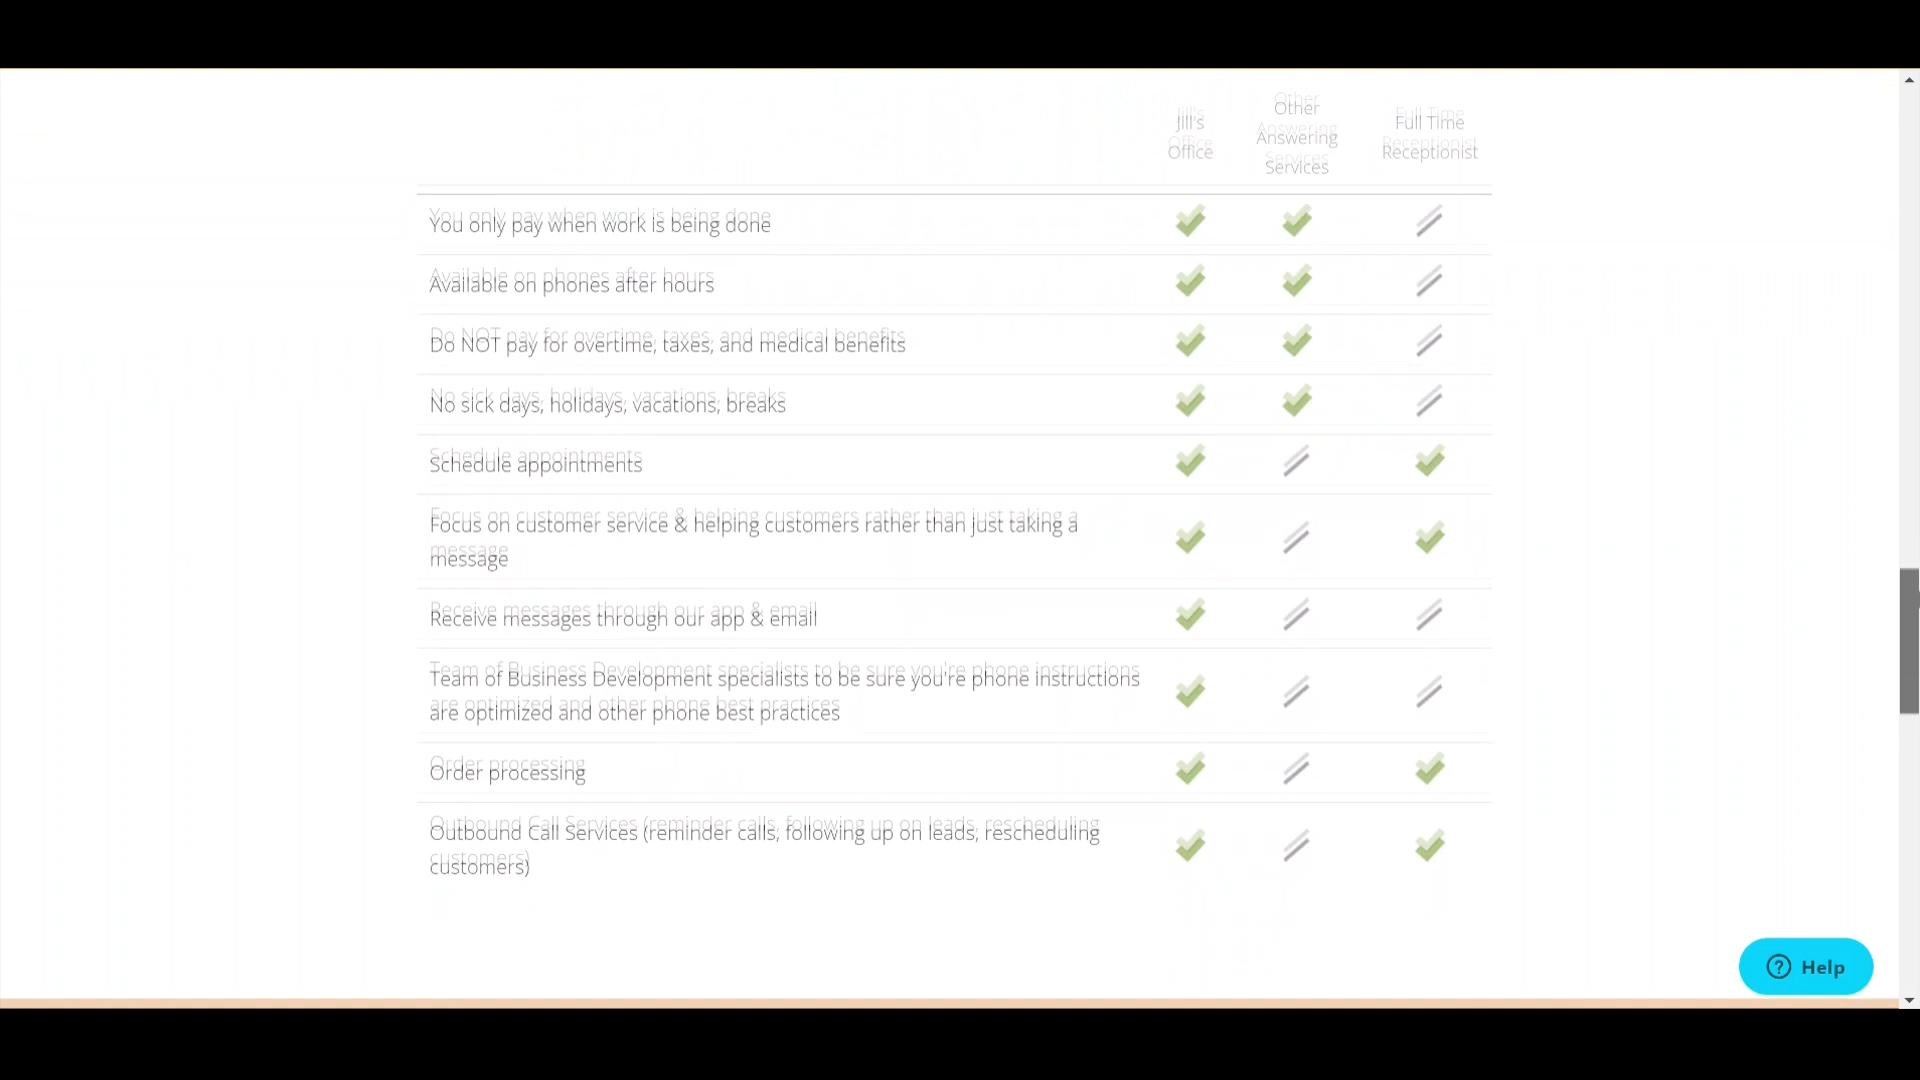 Jill's
Office
Other
Answering
Services
Full Time
Receptionist
You only pay when work is being done
Available on phones after hours
Do NOT pay for overtime, taxes, and medical benefits
No sick days, holidays, vacations, breaks
Schedule appointments
Focus on customer service & helping customers rather than just taking a
message
Receive messages through our app & email
Team of Business Development specialists to be sure you're phone instructions
are optimized and other phone best practices
Order processing
Outbound Call Services (reminder calls, following up on leads, rescheduling
customers)
Help